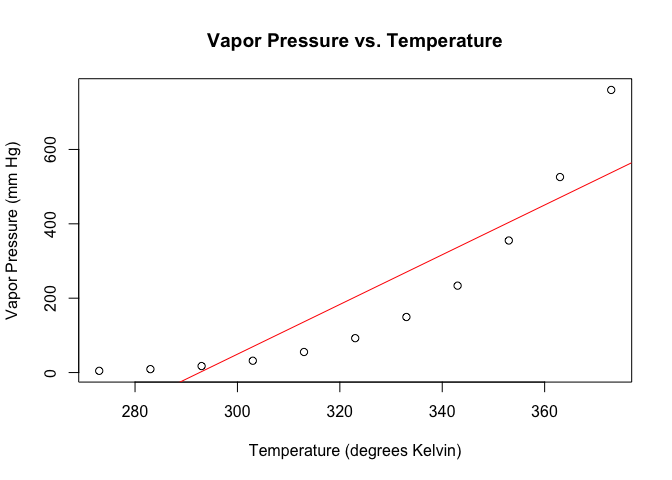 Vapor Pressure vs. Temperature
Vapor Pressure (mm Hg)
600
400
200
0
280 300 320 340 360
Temperature (degrees Kelvin)